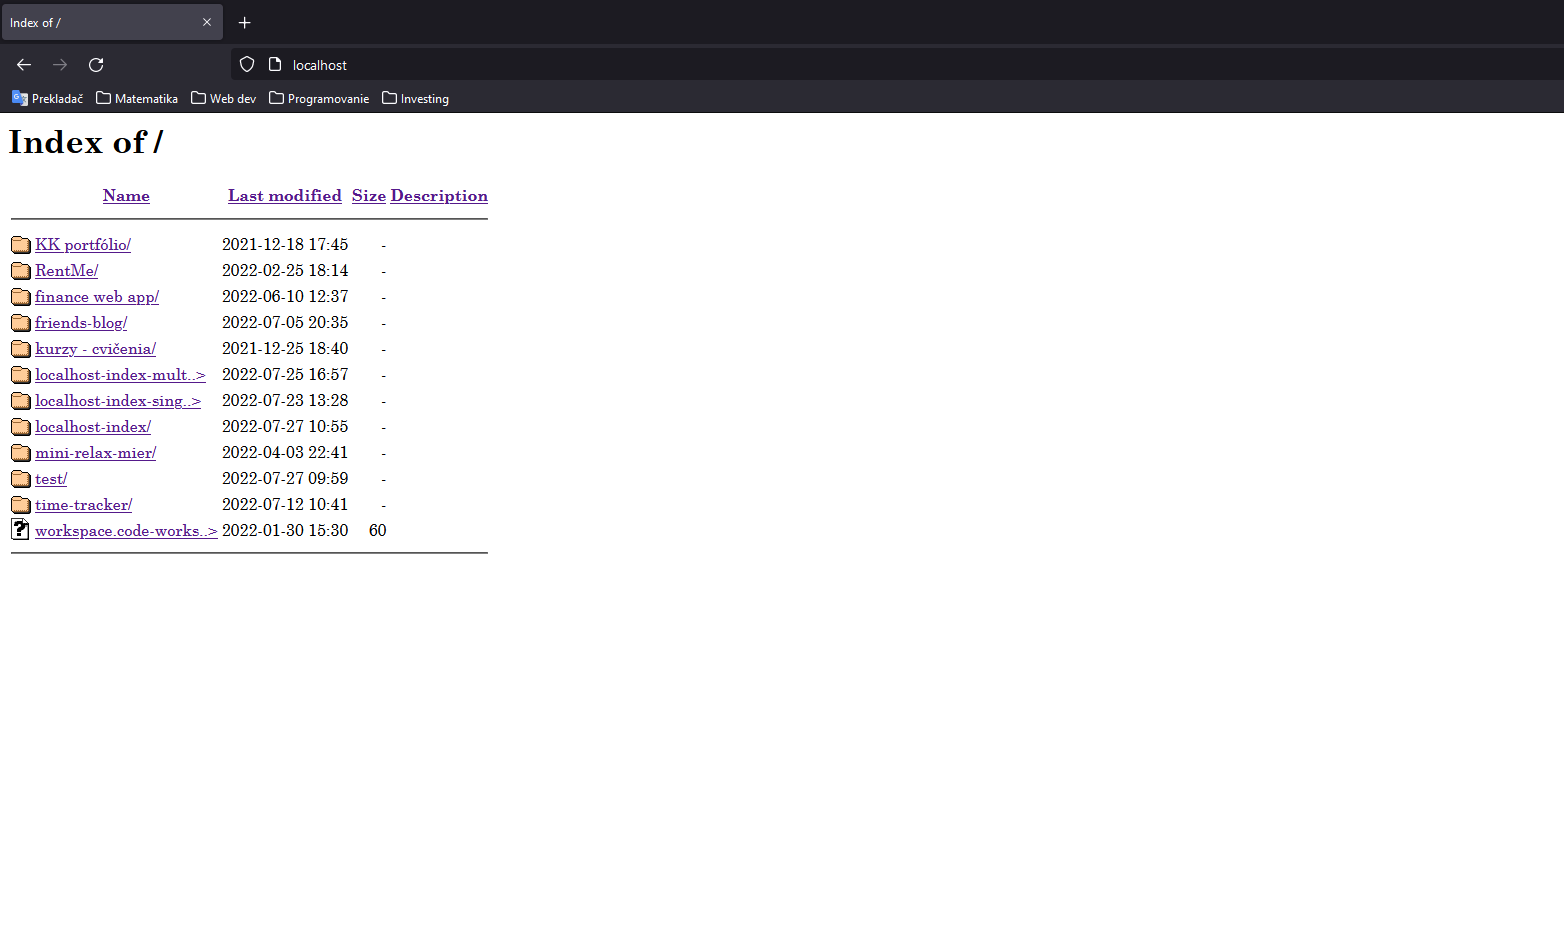 Index of /
localhost
Prekladač Matematika Web dev Programovanie Investing
Index of /
Name Last modified Size Description
KK portfólio/ 2021-12-18 17:45 -
RentMe/ 2022-02-25 18:14 -
finance web app/ 2022-06-10 12:37 -
friends-blog/ 2022-07-05 20:35 -
kurzy - cvičenia/ 2021-12-25 18:40 -
localhost-index-mult..> 2022-07-25 16:57 -
localhost-index-sing..> 2022-07-23 13:28 -
localhost-index/ 2022-07-27 10:55 -
mini-relax-mier/ 2022-04-03 22:41 -
test/ 2022-07-27 09:59 -
time-tracker/ 2022-07-12 10:41 -
workspace.code-works..> 2022-01-30 15:30 60